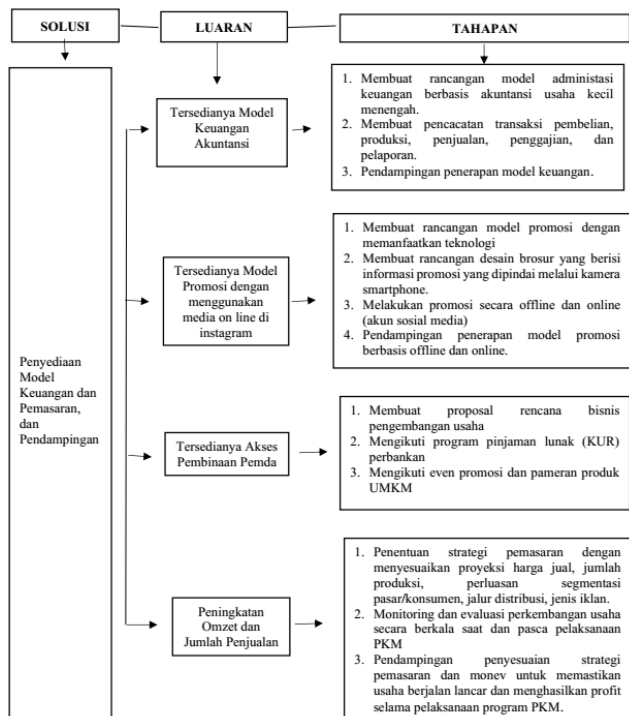 SOLUSI
LUARAN
TAHAPAN
Penyediaan
Model
Keuangan dan
Pemasaran,
dan
Pendampingan
Tersedianya Model
Keuangan
Akuntansi
1. Membuat rancangan model administasi
keuangan berbasis akuntansi usaha kecil
menengah.
2. Membuat pencacatan transaksi pembelian,
produksi, penjualan, penggajian, dan
pelaporan.
3. Pendampingan penerapan model keuangan.
Tersedianya Model
Promosi dengan
menggunakan
media on line di
instagram
1. Membuat rancangan model promosi dengan
memanfaatkan teknologi
2. Membuat rancangan desain brosur yang berisi
informasi promosi yang dipindai melalui kamera
smartphone.
3. Melakukan promosi secara offline dan online
(akun sosial media)
4. Pendampingan penerapan model promosi
berbasis offline dan online.
Tersedianya Akses
Pembinaan Pemda
1. Membuat proposal rencana bisnis
pengembangan usaha
2. Mengikuti program pinjaman lunak (KUR)
perbankan
3. Mengikuti even promosi dan pameran produk
UMKM
Peningkatan
Omzet dan
Jumlah Penjualan
1. Penentuan strategi pemasaran dengan
menyesuaikan proyeksi harga jual, jumlah
produksi, perluasan segmentasi
pasar/konsumen, jalur distribusi, jenis iklan.
2. Monitoring dan evaluasi perkembangan usaha
secara berkala saat dan pasca pelaksanaan
PKM
3. Pendampingan penyesuaian strategi
pemasaran dan monev untuk memastikan
usaha berjalan lancar dan menghasilkan profit
selama pelaksanaan program PKM.